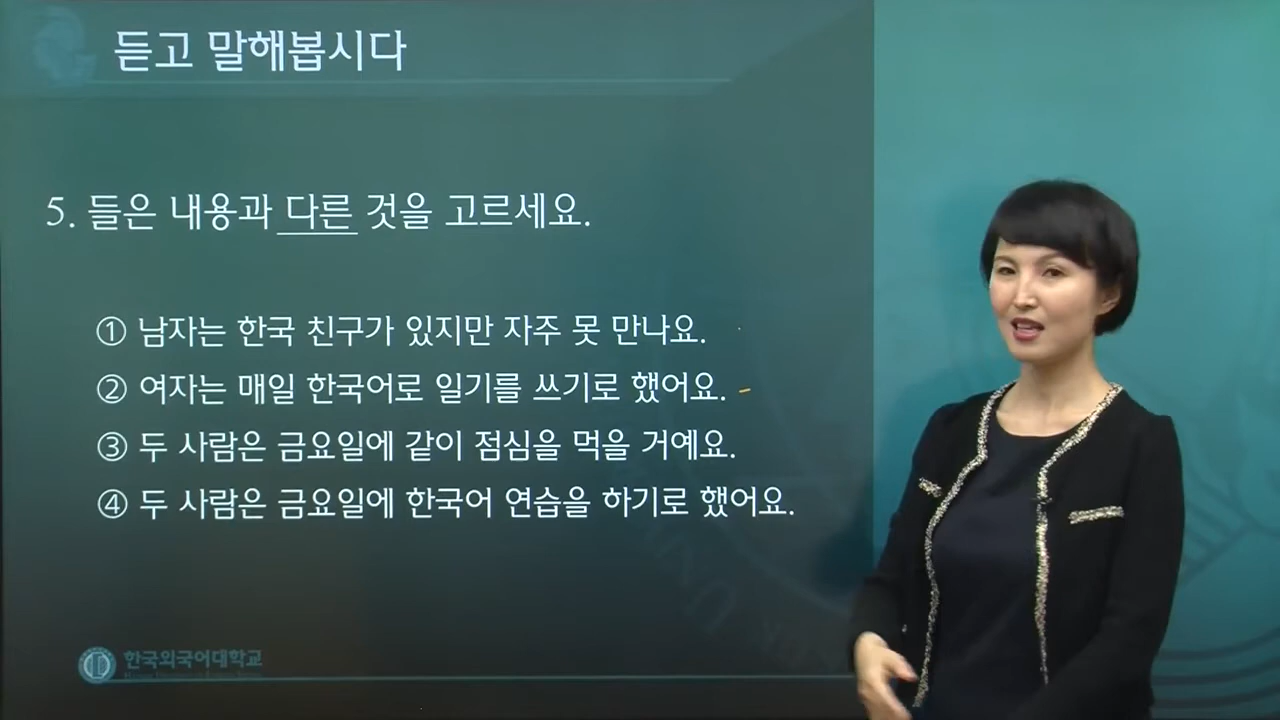 듣고 말해봅시다
5. 들은 내용과 다른 것을 고르세요.
① 남자는 한국 친구가 있지만 자주 못 만나요.
② 여자는 매일 한국어로 일기를 쓰기로 했어요.
③ 두 사람은 금요일에 같이 점심을 먹을 거예요.
④ 두 사람은 금요일에 한국어 연습을 하기로 했어요.
한국외국어대학교